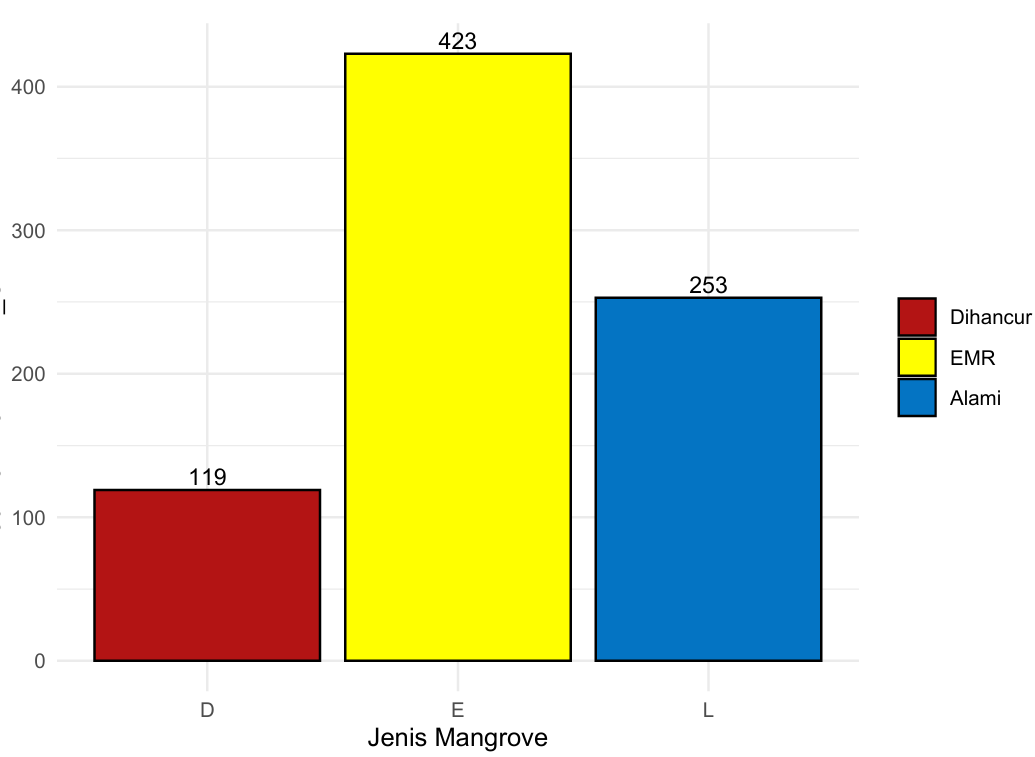 423
400
300
253
200
119
100
0
D
E
L
Jenis Mangrove
Dihancur
EMR
Alami